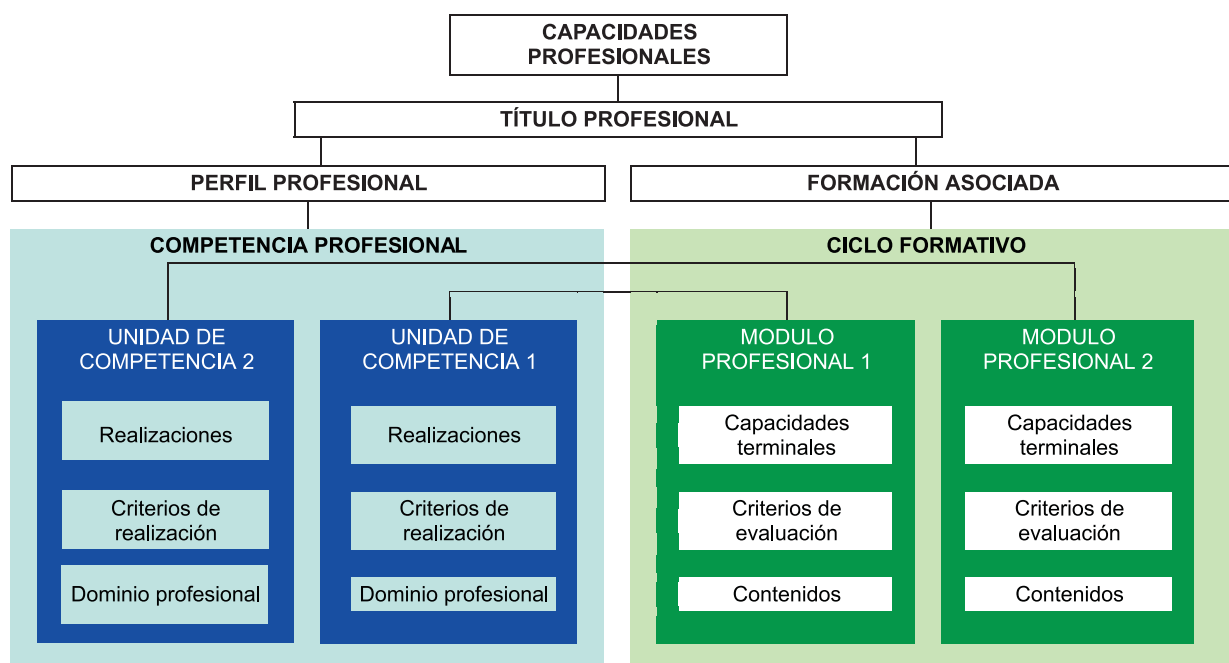 CAPACIDADES
PROFESIONALES
TÍTULO PROFESIONAL
PERFIL PROFESIONAL
FORMACIÓN ASOCIADA
COMPETENCIA PROFESIONAL
CICLO FORMATIVO
UNIDAD DE
COMPETENCIA 2
Realizaciones
Criterios de
realización
Dominio profesional
UNIDAD DE
COMPETENCIA 1
Realizaciones
Criterios de
realización
Dominio profesional
MODULO
PROFESIONAL 1
Capacidades
terminales
Criterios de
evaluación
Contenidos
MODULO
PROFESIONAL 2
Capacidades
terminales
Criterios de
evaluación
Contenidos